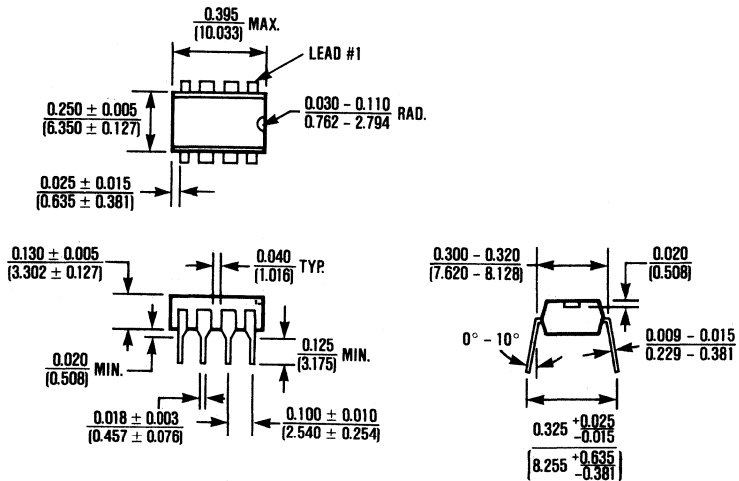 0.395
(10.033) MAX.
LEAD #1
0.250 ± 0.005
(6.350 ± 0.127)
0.030 – 0.110
0.762 – 2.794 RAD.
0.025 ± 0.015
(0.635 ± 0.381)
0.130 ± 0.005
(3.302 ± 0.127)
0.040
(1.016) TYP.
0.300 – 0.320
(7.620 – 8.128)
0.020
(0.508)
0.020
(0.508) MIN.
0.125
(3.175) MIN.
0° – 10°
0.009 – 0.015
0.229 – 0.381
0.018 ± 0.003
(0.457 ± 0.076)
0.100 ± 0.010
(2.540 ± 0.254)
0.325 +0.025
–0.015
(8.255 +0.635
–0.381)